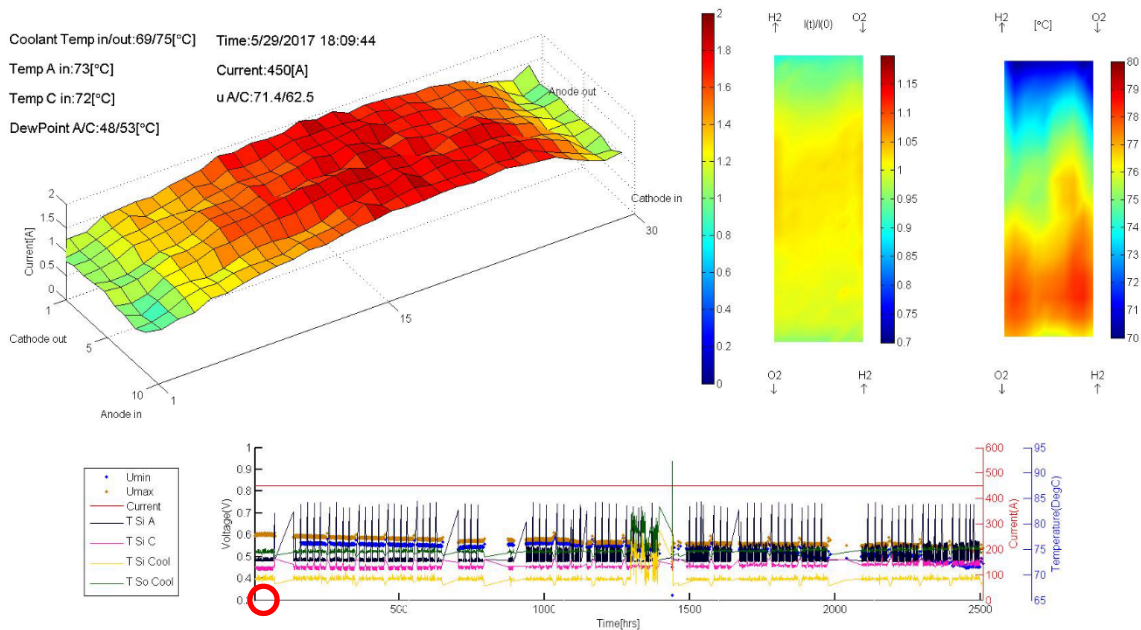 Coolant Temp in/out:69/75[°C]
Time:5/29/2017 18:09:44
Temp A in:73[°C]
Current:450[A]
Temp C in:72[°C]
u A/C:71.4/62.5
DewPoint A/C:48/53[°C]
Anode out
Cathode in
30
15
Current[A]
2
1.5
1
0.5
0
1
5
10
1
Cathode out
Anode in
2
1.8
1.6
1.4
1.2
1
0.8
0.6
0.4
0.2
0
H2
I(t)/I(0)
O2
1.15
1.1
1.05
1
0.95
0.9
0.85
0.8
0.75
0.7
O2
H2
H2
[°C]
O2
80
79
78
77
76
75
74
73
72
71
70
O2
H2
Umin
Umax
Current
T Si A
T Si C
T Si Cool
T So Cool
Voltage(V)
1
0.9
0.8
0.7
0.6
0.5
0.4
500
1000
1500
2000
2500
Time[hrs]
600
550
500
450
400
350
300
250
200
150
100
50
0
Current(A)
95
90
85
80
75
70
65
Temperature(DegC)